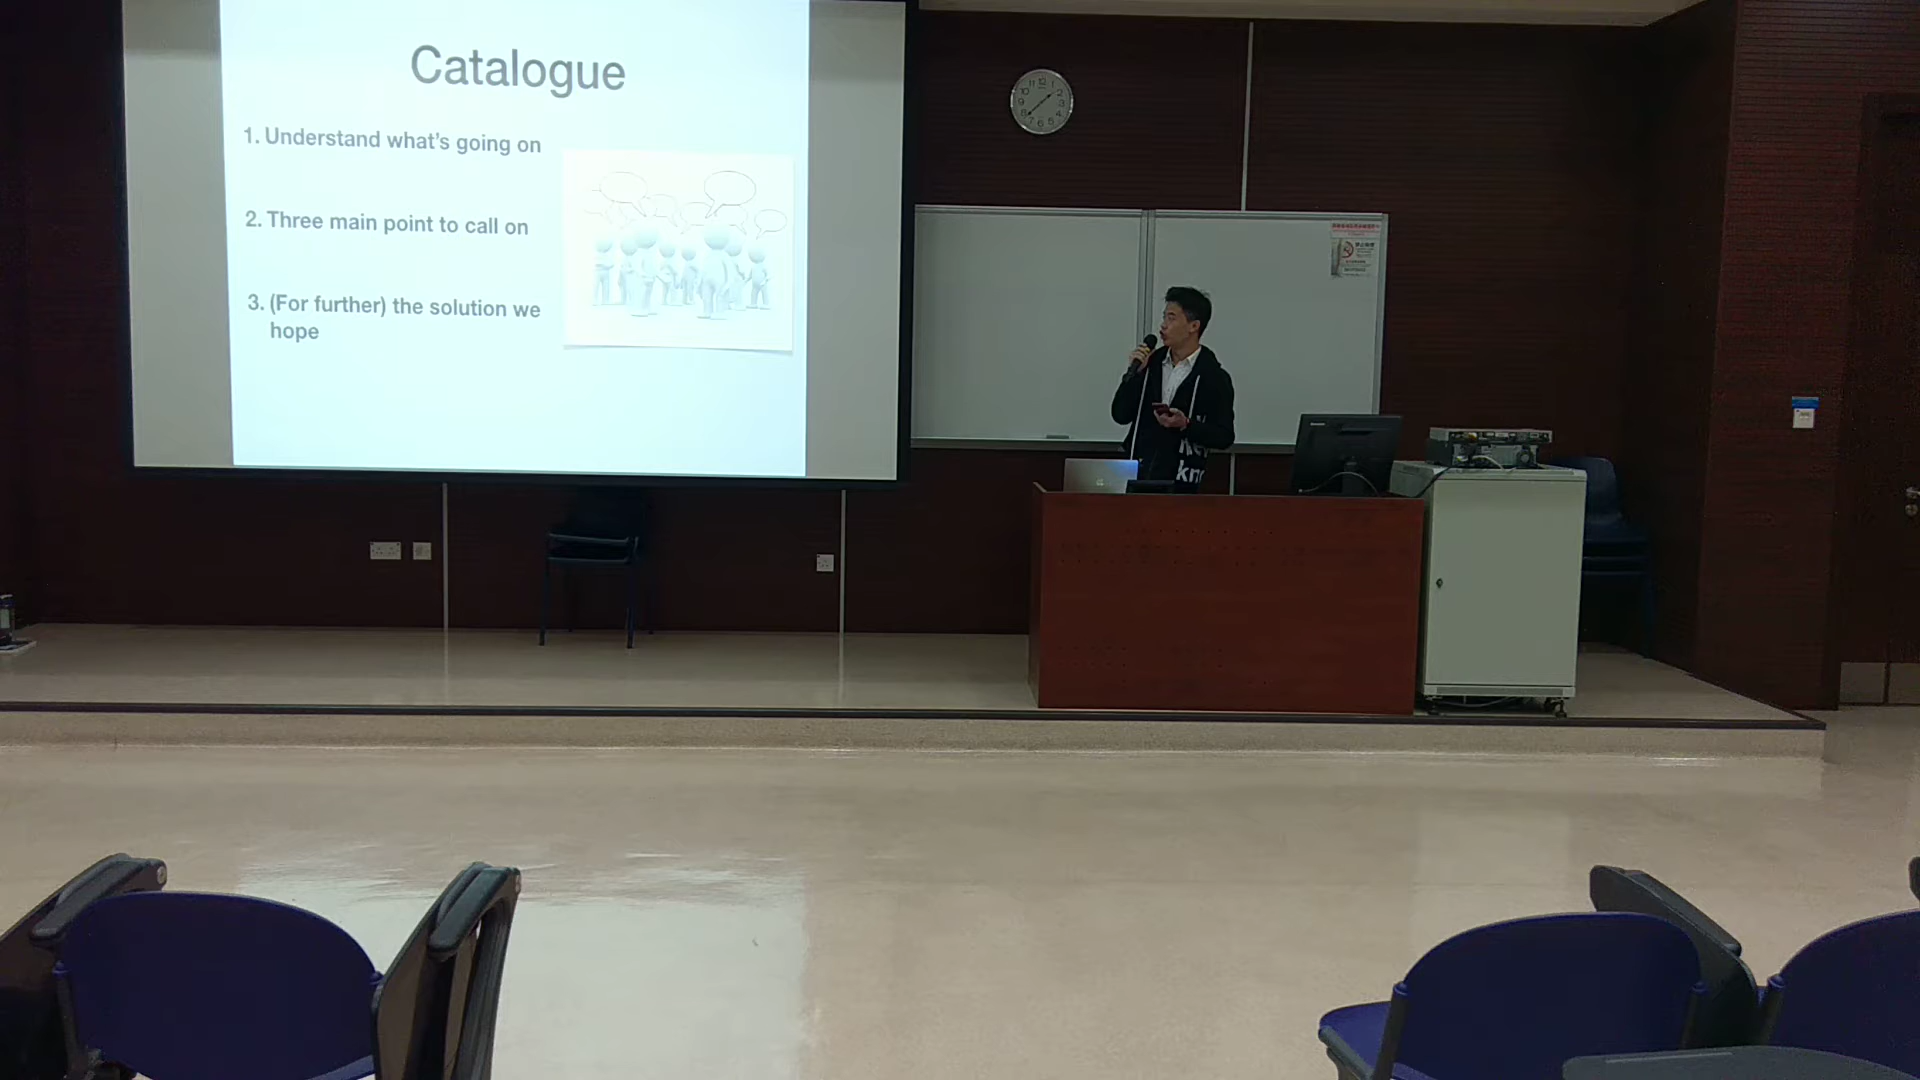 Catalogue
1. Understand what's going on
2. Three main point to call on
3. (For further) the solution we
hope